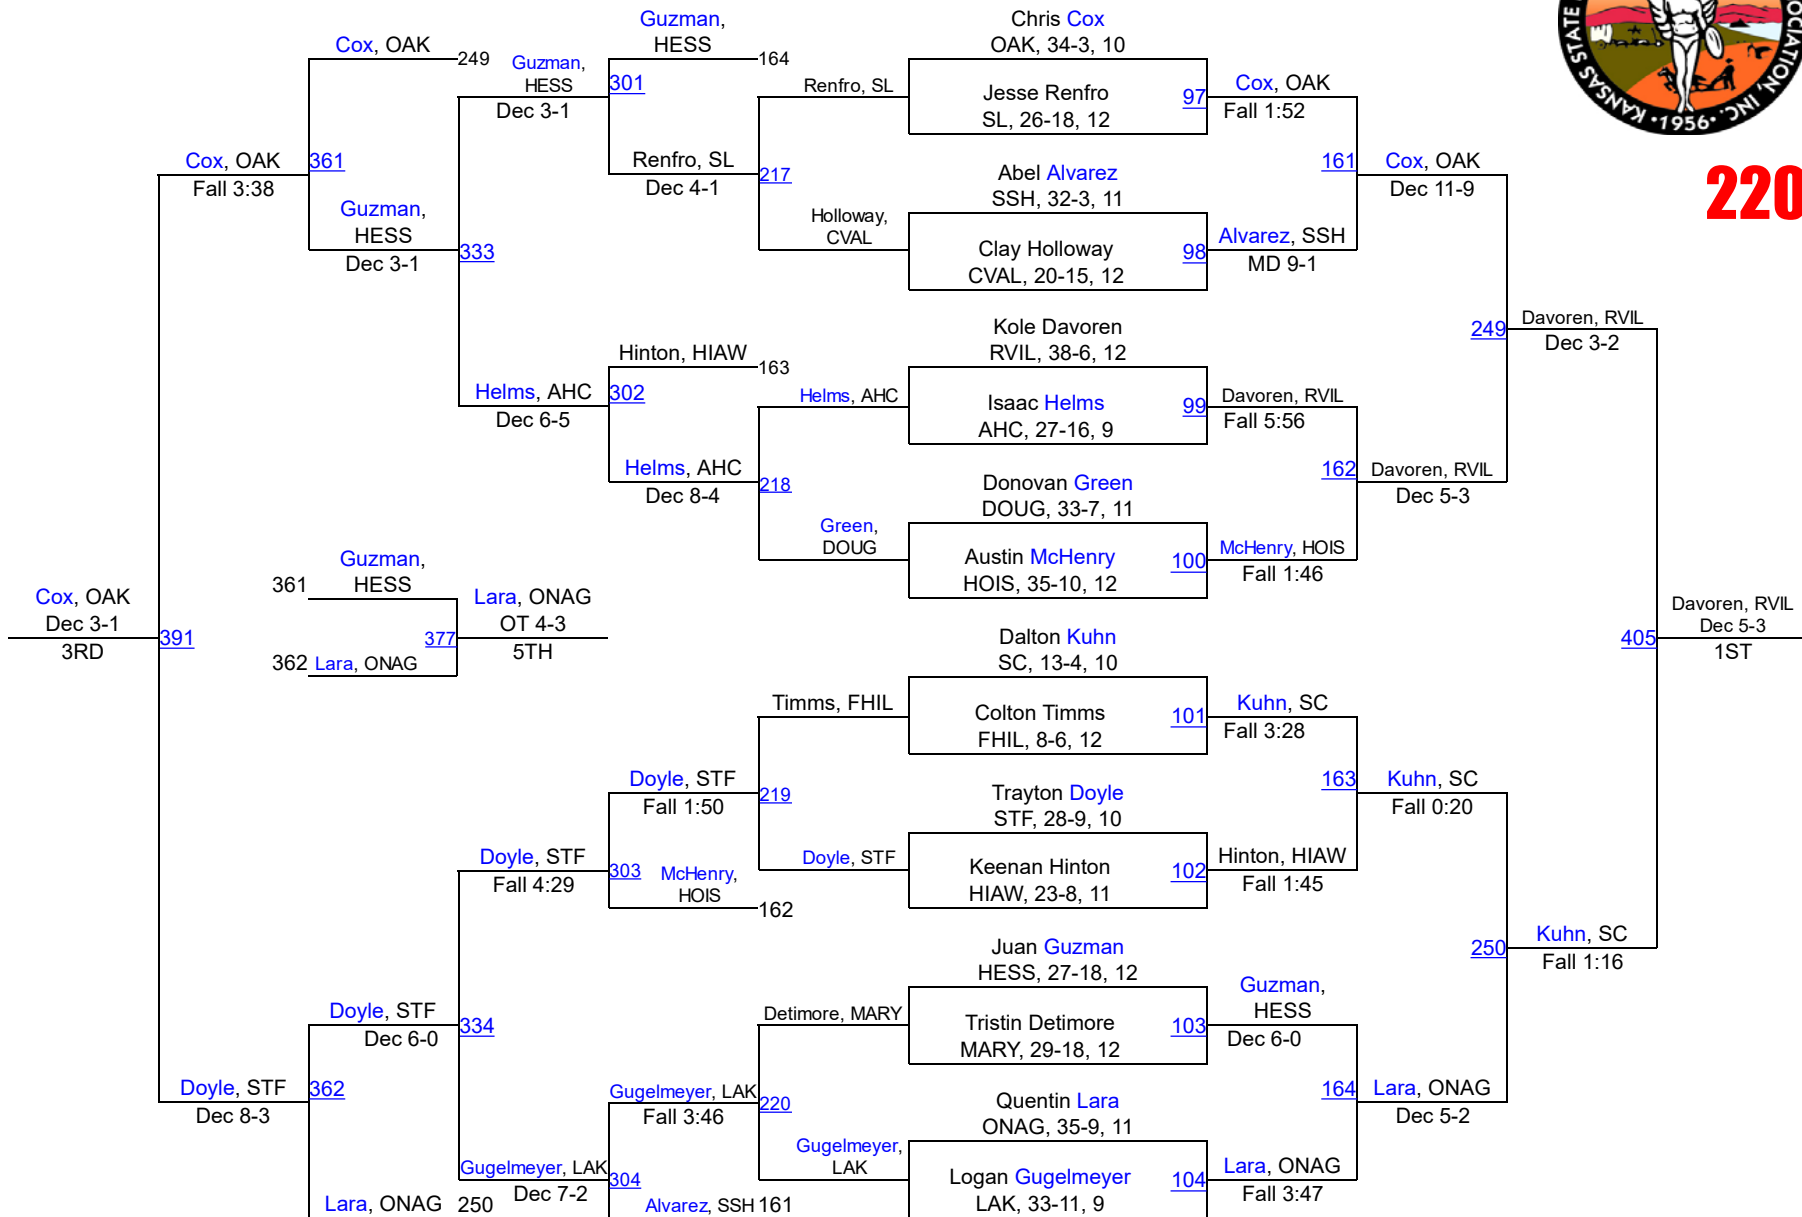 Cox, OAK
249
Guzman,
HESS
Dec 3-1
Guzman,
HESS
164
301
Renfro, SL
Dec 4-1
Cox, OAK
Fall 3:38
361
Guzman,
HESS
Dec 3-1
333
Renfro, SL
217
Holloway,
CVAL
Chris Cox
OAK, 34-3, 10
Jesse Renfro
SL, 26-18, 12
97
Cox, OAK
Fall 1:52
Abel Alvarez
SSH, 32-3, 11
Clay Holloway
CVAL, 20-15, 12
98
Alvarez, SSH
MD 9-1
161
Cox, OAK
Dec 11-9
KANSAS STATE
OCIATION, INC.
•1956•
220
Hinton, HIAW
163
Helms, AHC
Dec 6-5
302
Helms, AHC
Dec 8-4
Helms, AHC
218
Green,
DOUG
Kole Davoren
RVIL, 38-6, 12
Isaac Helms
AHC, 27-16, 9
99
Davoren, RVIL
Fall 5:56
Donovan Green
DOUG, 33-7, 11
Austin McHenry
HOIS, 35-10, 12
100
McHenry, HOIS
Fall 1:46
162
Davoren, RVIL
Dec 5-3
249
Davoren, RVIL
Dec 3-2
Cox, OAK
Dec 3-1
3RD
391
361
Guzman,
HESS
362
Lara, ONAG
377
Lara, ONAG
OT 4-3
5TH
405
Davoren, RVIL
Dec 5-3
1ST
Timms, FHIL
Doyle, STF
Fall 1:50
219
Doyle, STF
Doyle, STF
Fall 4:29
303
McHenry,
HOIS
162
Dalton Kuhn
SC, 13-4, 10
Colton Timms
FHIL, 8-6, 12
101
Kuhn, SC
Fall 3:28
Trayton Doyle
STF, 28-9, 10
Keenan Hinton
HIAW, 23-8, 11
102
Hinton, HIAW
Fall 1:45
163
Kuhn, SC
Fall 0:20
250
Kuhn, SC
Fall 1:16
Doyle, STF
Dec 6-0
334
Doyle, STF
Dec 8-3
362
Lara, ONAG
250
Gugelmeyer, LAK
Dec 7-2
Gugelmeyer, LAK
Fall 3:46
304
Alvarez, SSH
161
Detimore, MARY
220
Gugelmeyer,
LAK
Juan Guzman
HESS, 27-18, 12
Tristin Detimore
MARY, 29-18, 12
103
Guzman,
HESS
Dec 6-0
Quentin Lara
ONAG, 35-9, 11
Logan Gugelmeyer
LAK, 33-11, 9
104
Lara, ONAG
Fall 3:47
164
Lara, ONAG
Dec 5-2